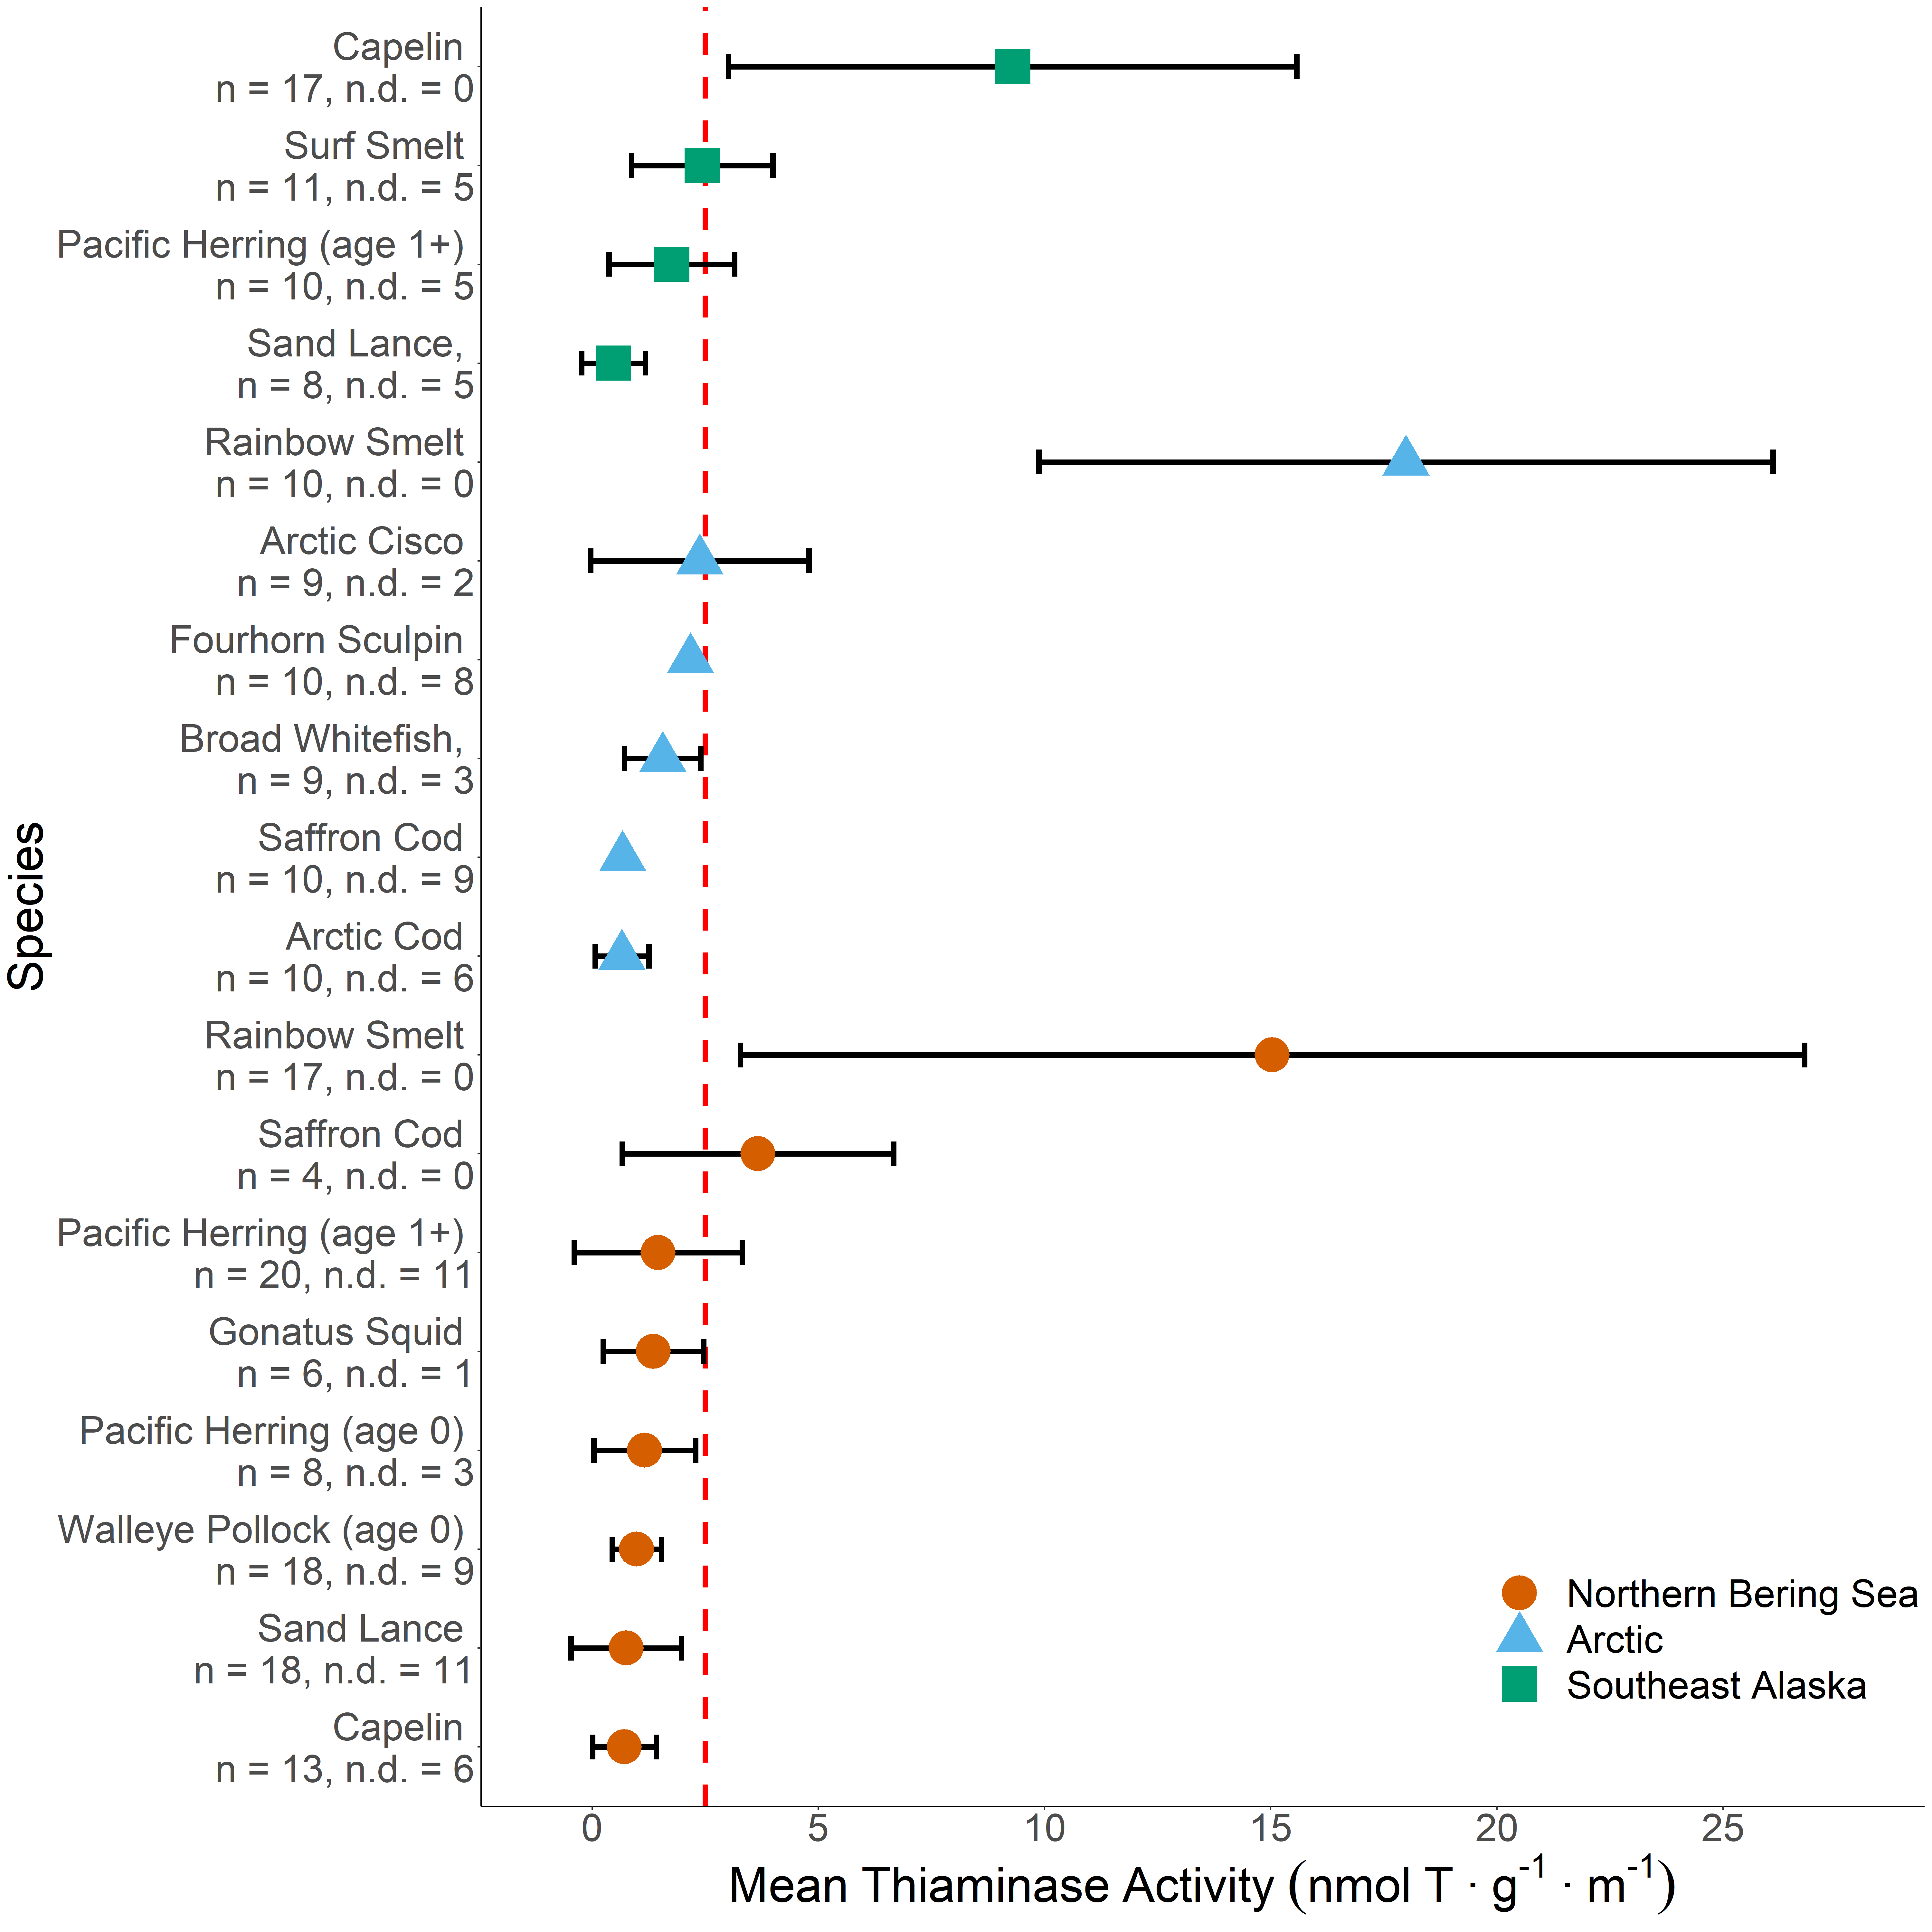 Capelin
n = 17, n.d. = 0
Surf Smelt
n = 11, n.d. = 5
Pacific Herring (age 1+)
n = 10, n.d. = 5
Sand Lance,
n = 8, n.d. = 5
Rainbow Smelt
n = 10, n.d. = 0
Arctic Cisco
n = 9, n.d. = 2
Fourhorn Sculpin
n = 10, n.d. = 8
Broad Whitefish,
n = 9, n.d. = 3
Saffron Cod
n = 10, n.d. = 9
Arctic Cod
n = 10, n.d. = 6
Rainbow Smelt
n = 17, n.d. = 0
Saffron Cod
n = 4, n.d. = 0
Pacific Herring (age 1+)
n = 20, n.d. = 11
Gonatus Squid
n = 6, n.d. = 1
Pacific Herring (age 0)
n = 8, n.d. = 3
Walleye Pollock (age 0)
n = 18, n.d. = 9
Sand Lance
n = 18, n.d. = 11
Capelin
n = 13, n.d. = 6
Species
Northern Bering Sea
Arctic
Southeast Alaska
0 5 10 15 20 25
Mean Thiaminase Activity (nmol T · g⁻¹ · m⁻¹)